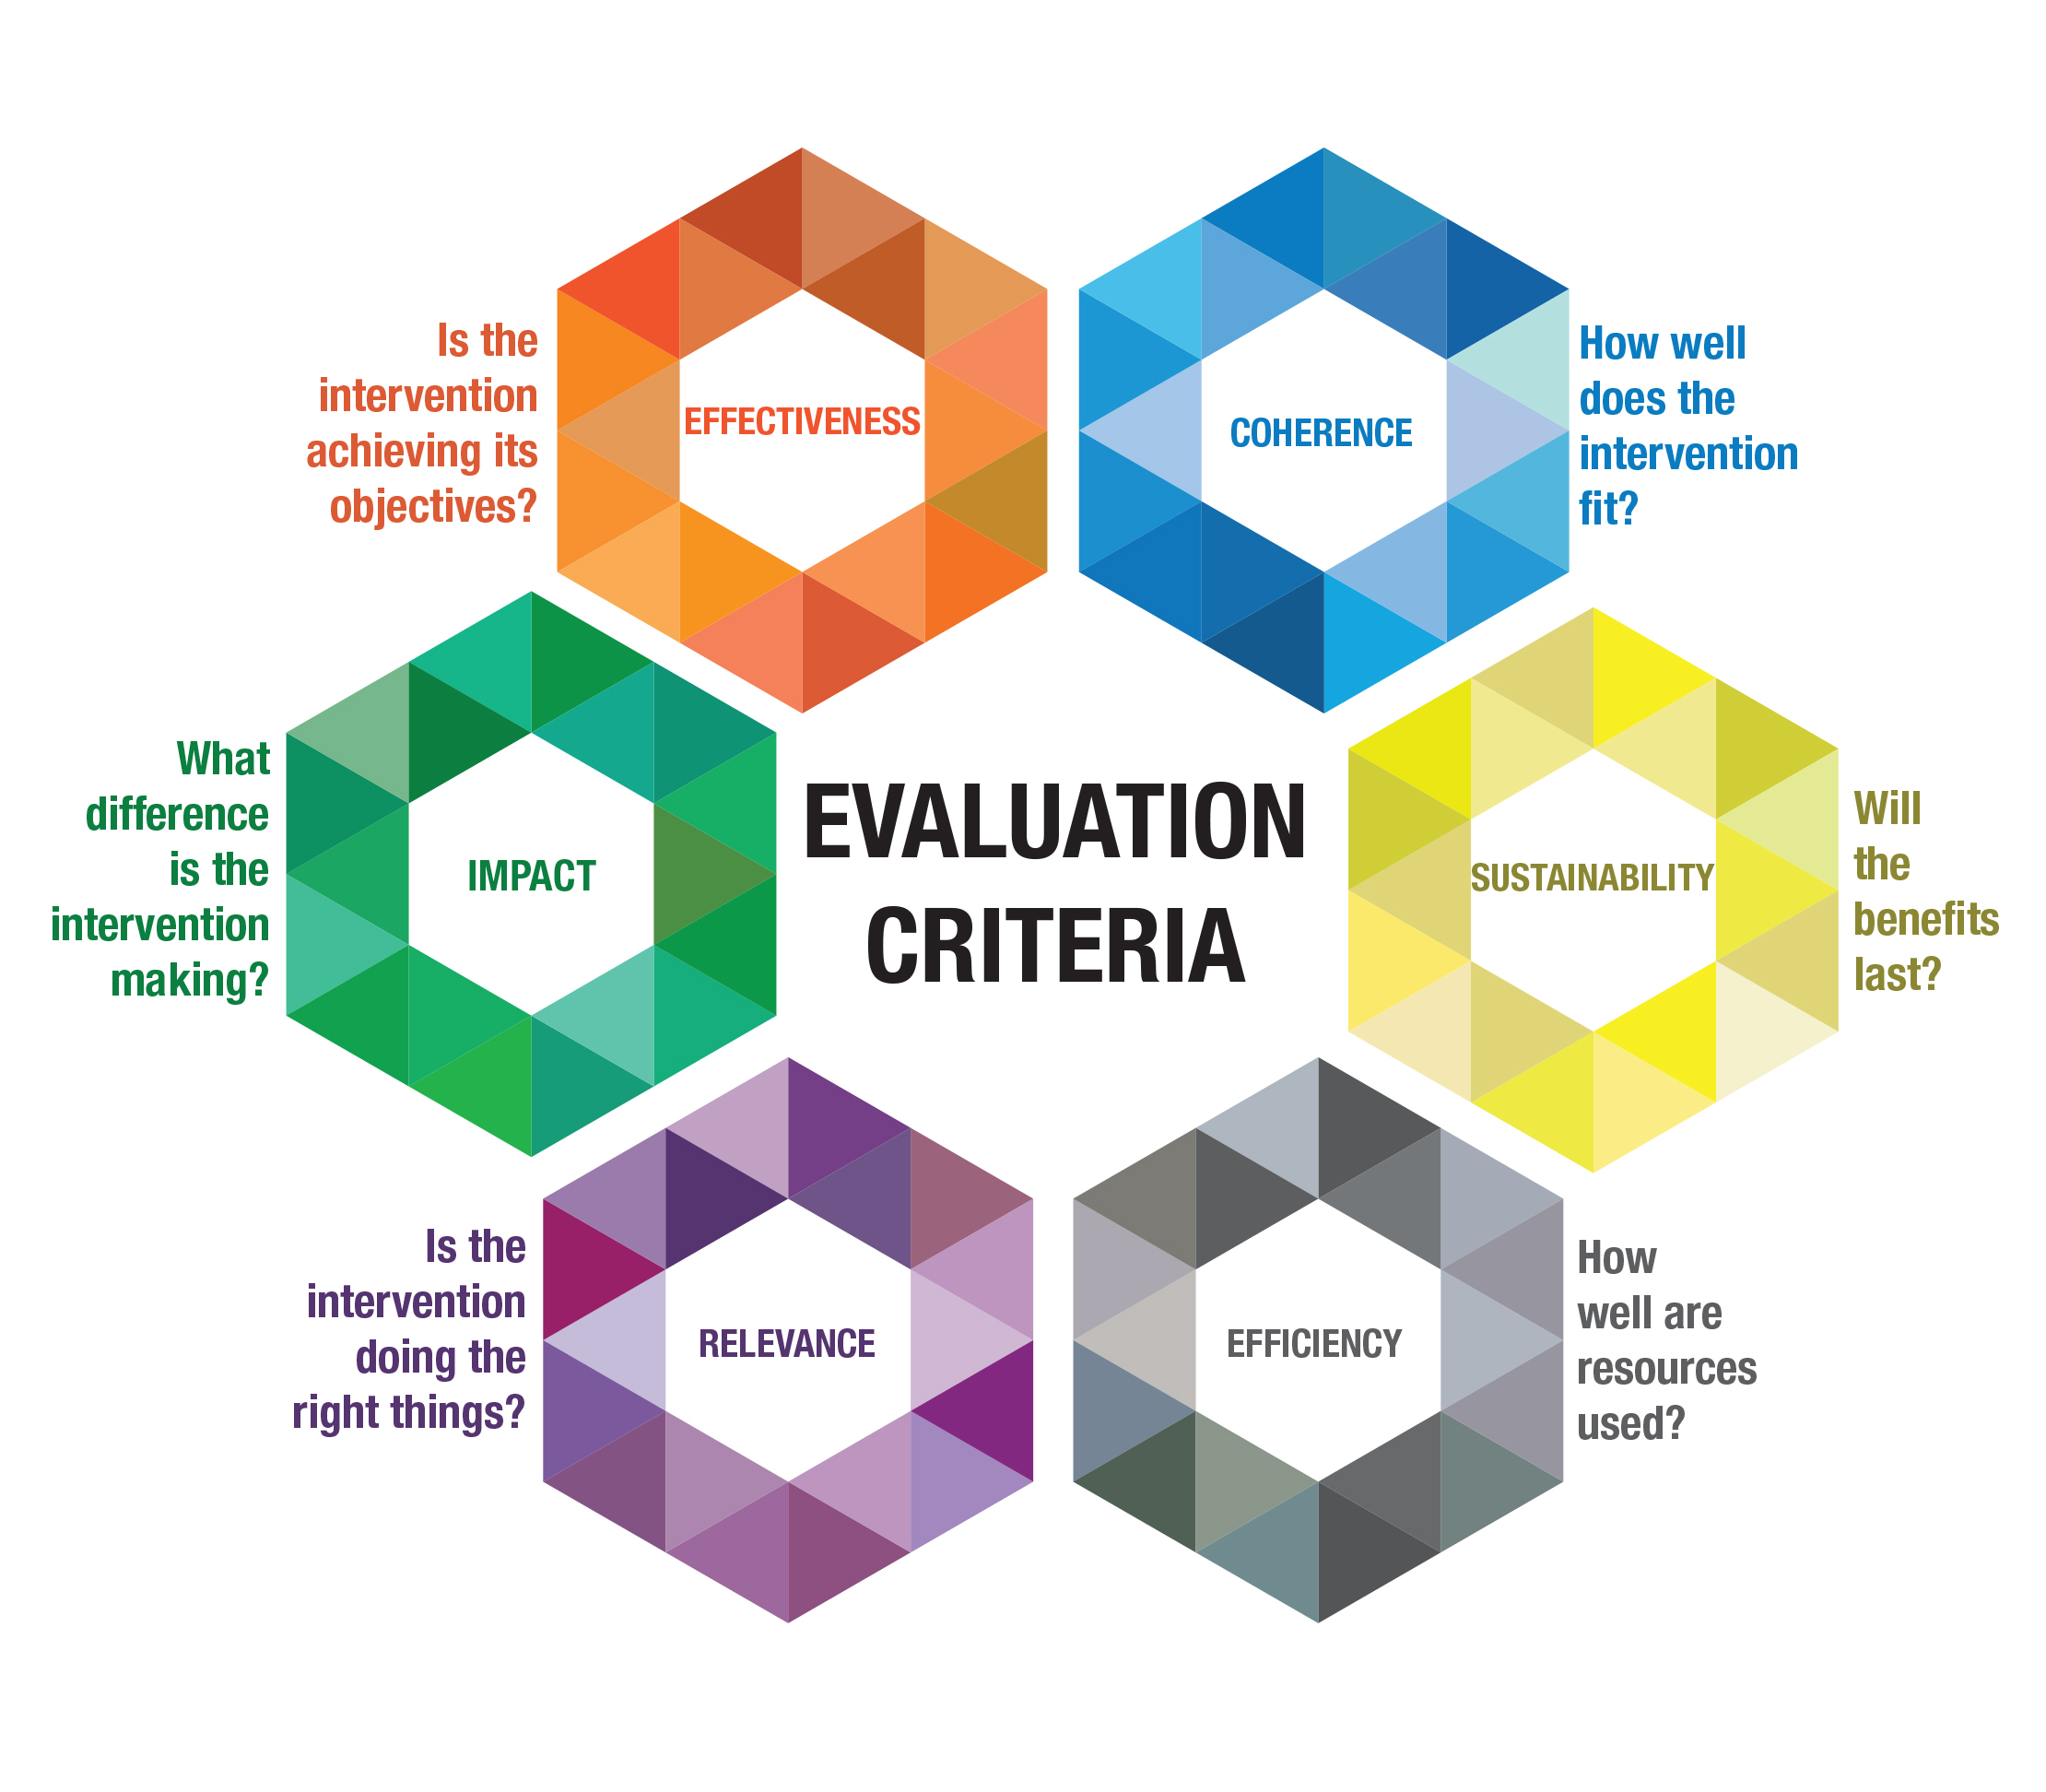 Is the
intervention
achieving its
objectives?
EFFECTIVENESS
COHERENCE
How well
does the
intervention
fit?
What
difference
is the
intervention
making?
IMPACT
EVALUATION
CRITERIA
SUSTAINABILITY
Will
the
benefits
last?
Is the
intervention
doing the
right things?
RELEVANCE
EFFICIENCY
How
well are
resources
used?